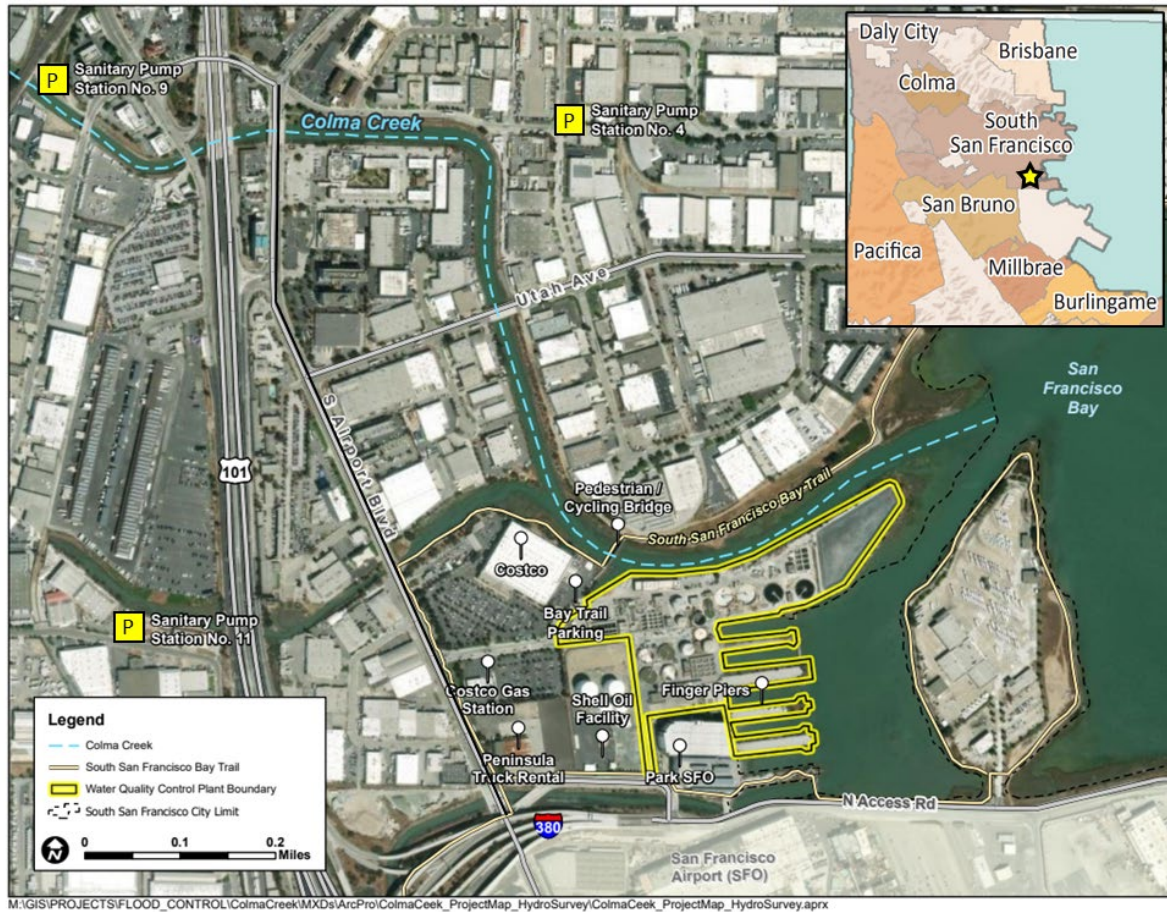 P
Sanitary Pump
Station No. 9
Colma Creek
P
Sanitary Pump
Station No. 4
Daly City
Brisbane
Colma
South
San Francisco
San Bruno
Pacifica
Millbrae
Burlingame
Utah Ave
San
Francisco
Bay
S Airport Blvd
101
Pedestrian /
Cycling Bridge
South San Francisco Bay Trail
Costco
Bay Trail
Parking
P
Sanitary Pump
Station No. 11
Costco Gas
Station
Shell Oil
Facility
Finger Piers
Peninsula
Truck Rental
Park SFO
N Access Rd
380
San Francisco
Airport (SFO)
Legend
Colma Creek
South San Francisco Bay Trail
Water Quality Control Plant Boundary
South San Francisco City Limit
N
0 0.1 0.2
Miles
M:\GIS\PROJECTS\FLOOD_CONTROL\ColmaCreek\MXDs\ArcPro\ColmaCeek_ProjectMap_HydroSurvey\ColmaCeek_ProjectMap_HydroSurvey.aprx